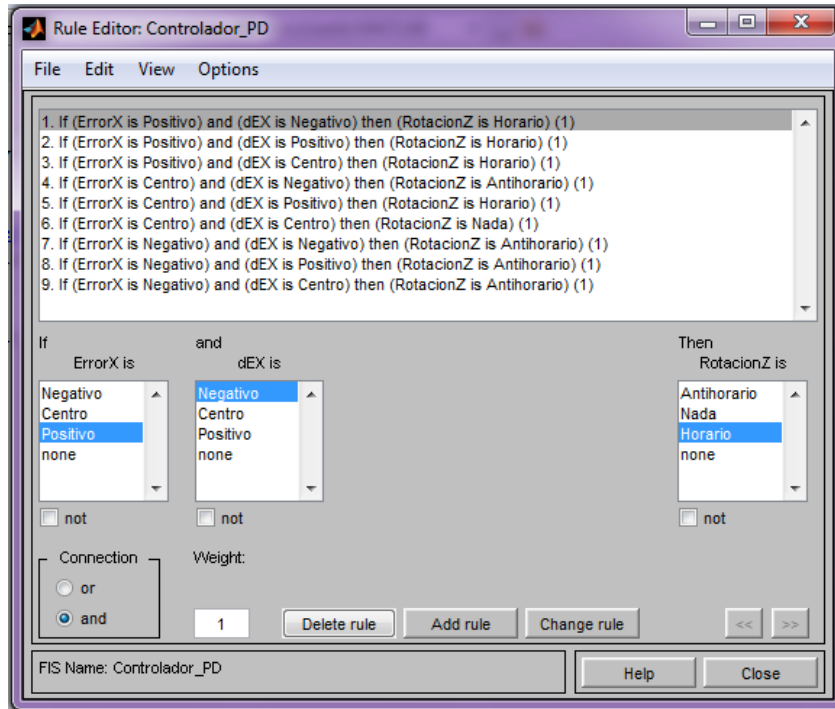 Rule Editor: Controlador_PD
File Edit View Options
1. If (ErrorX is Positivo) and (dEX is Negativo) then (RotacionZ is Horario) (1)
2. If (ErrorX is Positivo) and (dEX is Positivo) then (RotacionZ is Horario) (1)
3. If (ErrorX is Positivo) and (dEX is Centro) then (RotacionZ is Horario) (1)
4. If (ErrorX is Centro) and (dEX is Negativo) then (RotacionZ is Antihorario) (1)
5. If (ErrorX is Centro) and (dEX is Positivo) then (RotacionZ is Horario) (1)
6. If (ErrorX is Centro) and (dEX is Centro) then (RotacionZ is Nada) (1)
7. If (ErrorX is Negativo) and (dEX is Negativo) then (RotacionZ is Antihorario) (1)
8. If (ErrorX is Negativo) and (dEX is Positivo) then (RotacionZ is Antihorario) (1)
9. If (ErrorX is Negativo) and (dEX is Centro) then (RotacionZ is Antihorario) (1)
If and Then
ErrorX is dEX is RotacionZ is
Negativo Negativo Antihorario
Centro Centro Nada
Positivo Positivo Horario
none none none
not not not
Connection Weight:
or
and 1 Delete rule Add rule Change rule << >>
FIS Name: Controlador_PD Help Close